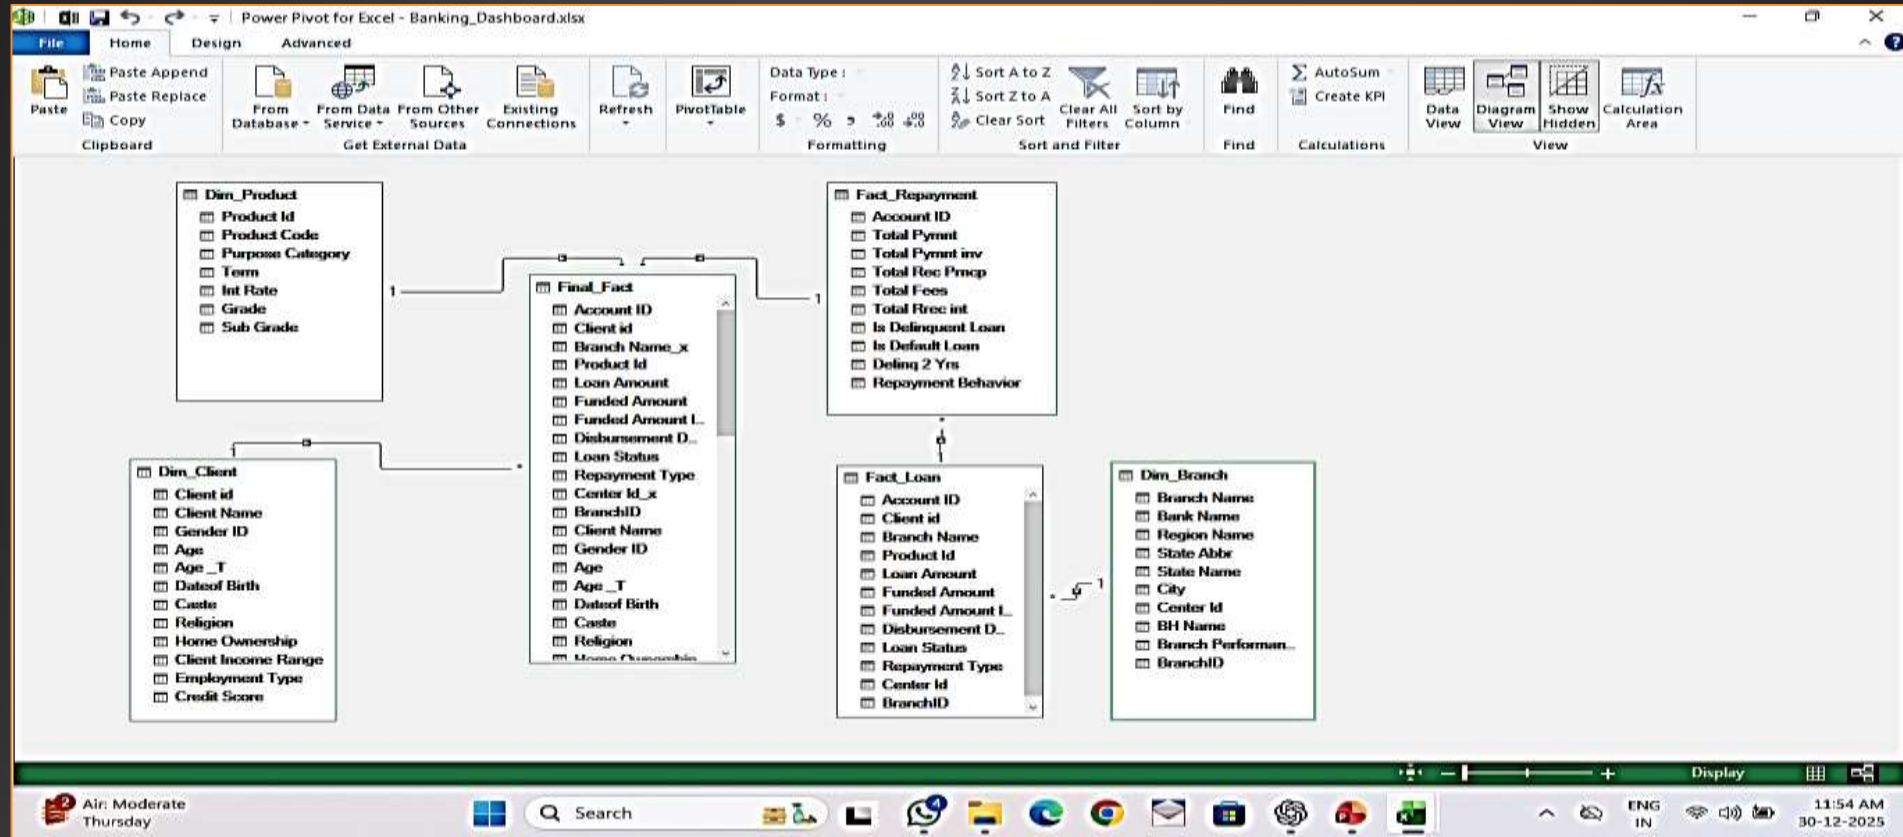 Power Pivot for Excel - Banking_Dashboard.xlsx
File Home Design Advanced
Paste
Paste Append
Paste Replace
Copy
Clipboard
From Database
From Data Service
From Other Sources
Existing Connections
Get External Data
Refresh
PivotTable
Data Type :
Format :
$ % ,
Formatting
Sort A to Z
Sort Z to A
Clear Sort
Clear All Filters
Sort by Column
Sort and Filter
Find
Find
AutoSum
Create KPI
Calculations
Data View
Diagram View
Show Hidden
Calculation Area
View
Dim_Product
Product Id
Product Code
Purpose Category
Term
Int Rate
Grade
Sub Grade
1
Dim_Client
Client id
Client Name
Gender ID
Age
Age _T
Dateof Birth
Caste
Religion
Home Ownership
Client Income Range
Employment Type
Credit Score
1
*
Final_Fact
Account ID
Client id
Branch Name_x
Product Id
Loan Amount
Funded Amount
Funded Amount I...
Disbursement D...
Loan Status
Repayment Type
Center Id_x
BranchID
Client Name
Gender ID
Age
Age _T
Dateof Birth
Caste
Religion
Home Ownership
1
Fact_Repayment
Account ID
Total Pymnt
Total Pymnt inv
Total Rec Prncp
Total Fees
Total Rrec int
Is Delinquent Loan
Is Default Loan
Delinq 2 Yrs
Repayment Behavior
*
1
Fact_Loan
Account ID
Client id
Branch Name
Product Id
Loan Amount
Funded Amount
Funded Amount I...
Disbursement D...
Loan Status
Repayment Type
Center Id
BranchID
*
1
Dim_Branch
Branch Name
Bank Name
Region Name
State Abbr
State Name
City
Center Id
BH Name
Branch Performan...
BranchID
Display
2
Air: Moderate
Thursday
Search
4
ENG
IN
11:54 AM
30-12-2025